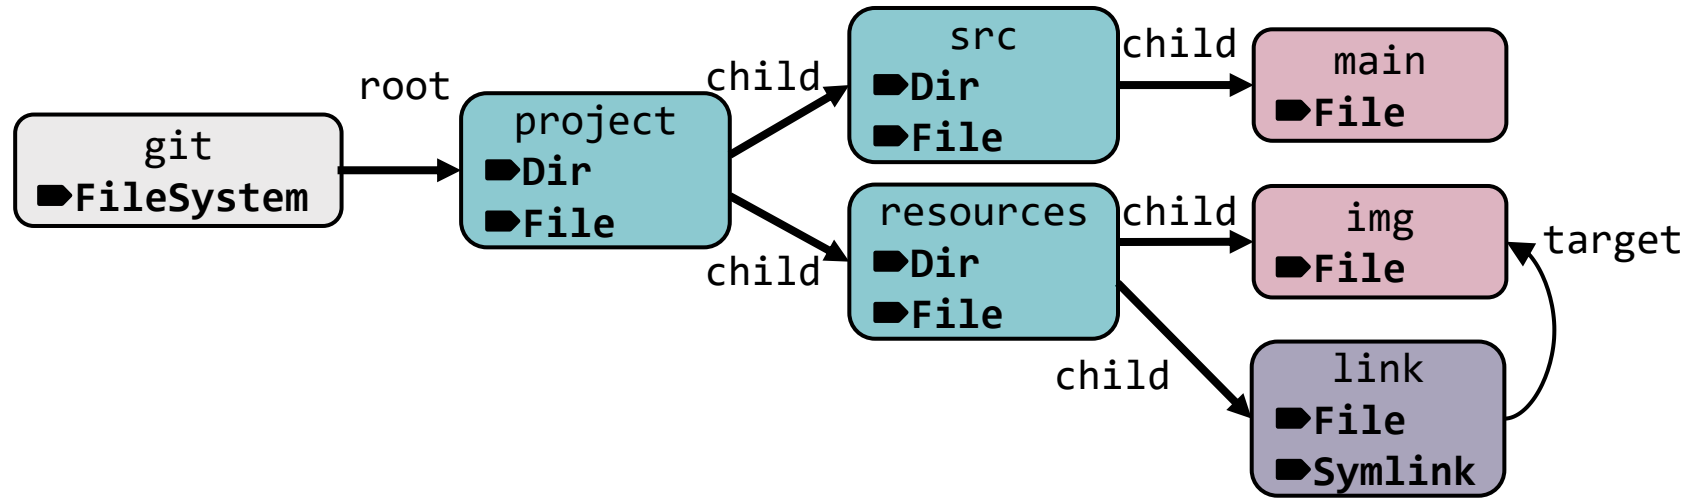 git
FileSystem
root
project
Dir
File
child
child
src
Dir
File
resources
Dir
File
child
child
child
main
File
img
File
link
File
Symlink
target